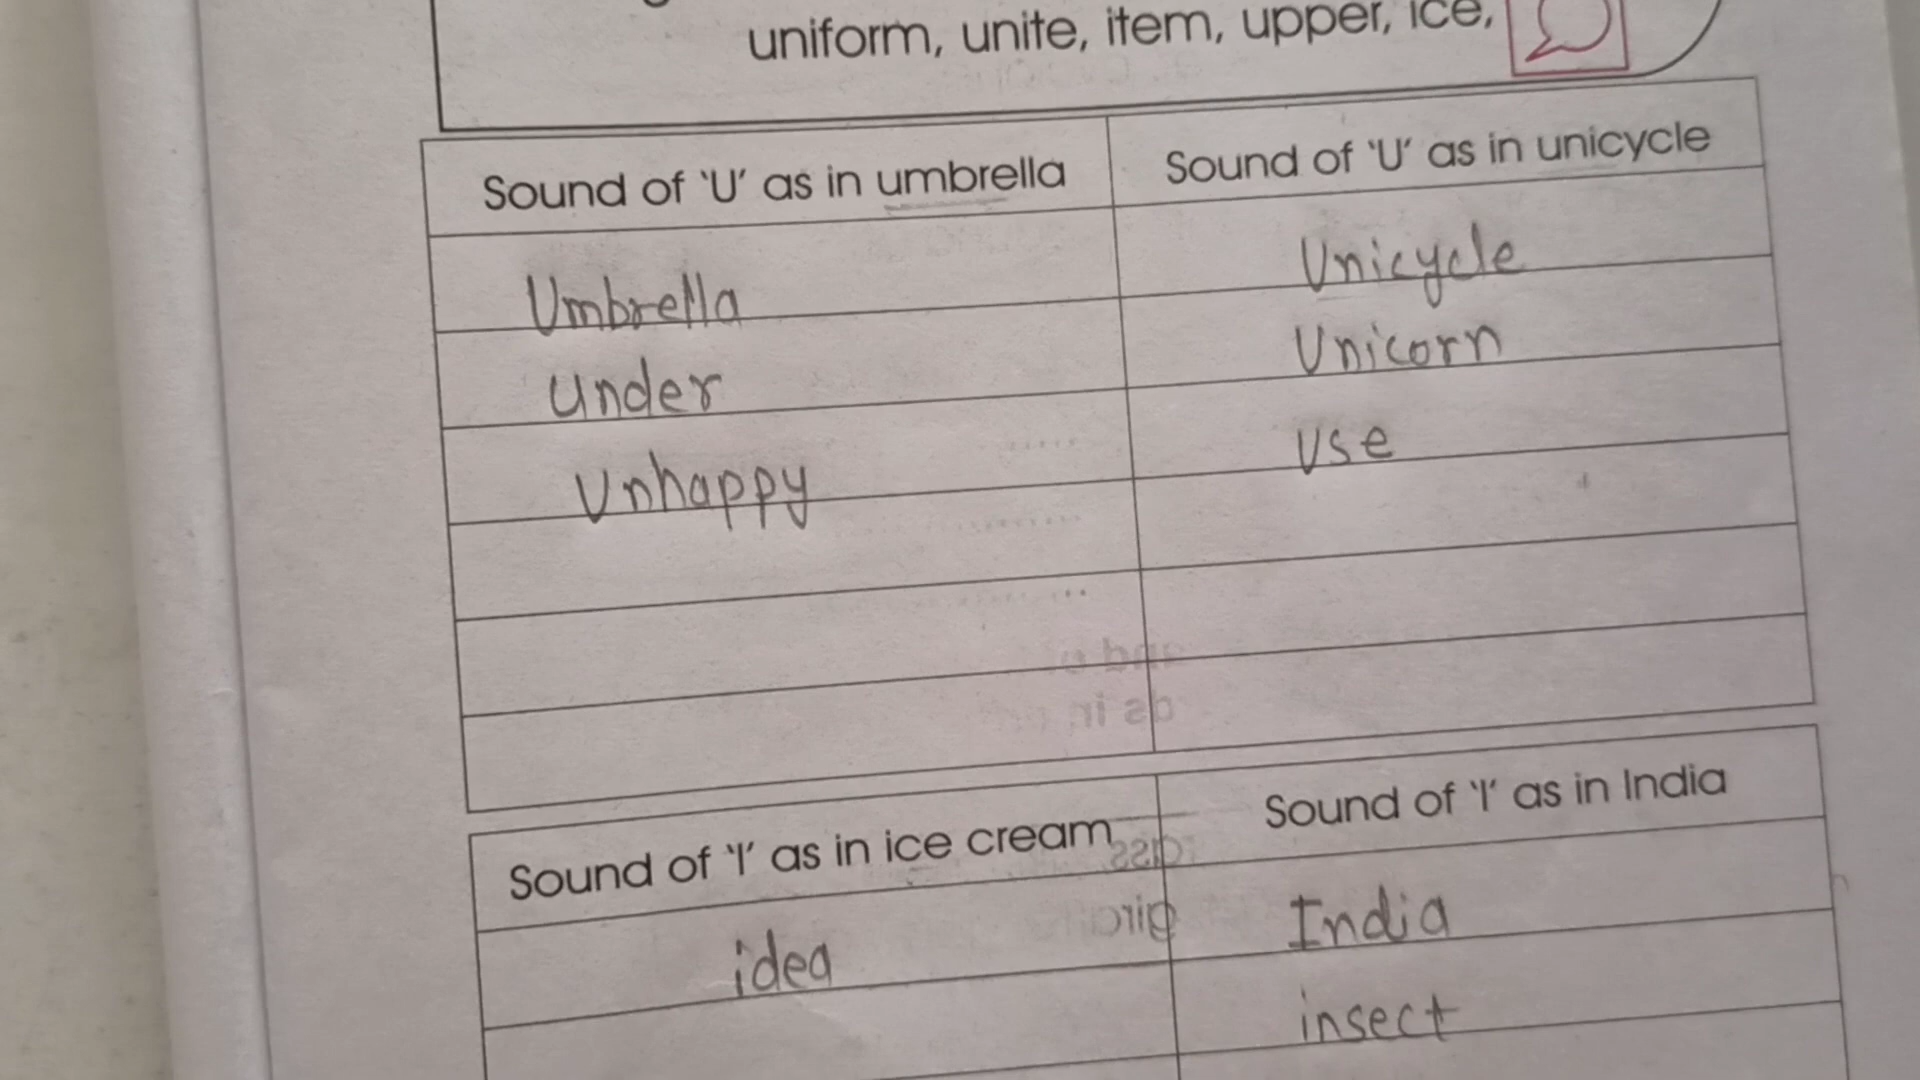 uniform, unite, item, upper, ice,
Sound of 'U' as in umbrella
Sound of 'U' as in unicycle
Umbrella
Unicycle
Under
Unicorn
Unhappy
Use
Sound of 'I' as in ice cream
Sound of 'I' as in India
idea
India
insect